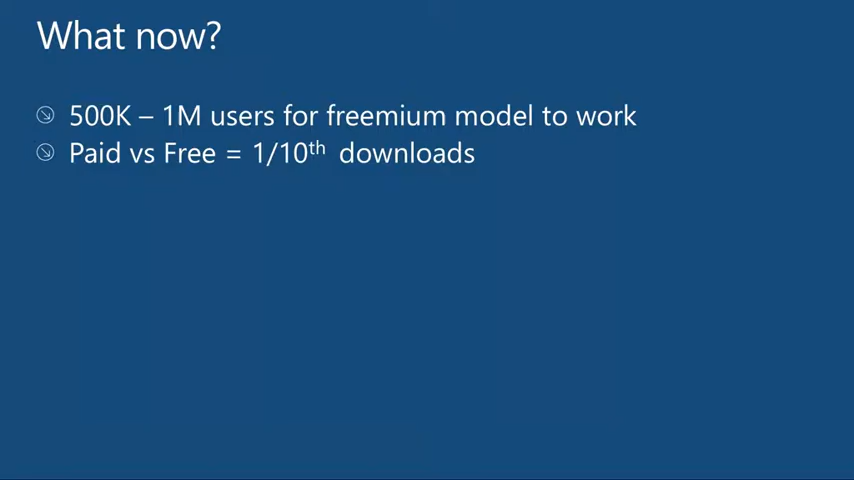 What now?
500K – 1M users for freemium model to work
Paid vs Free = 1/10th downloads